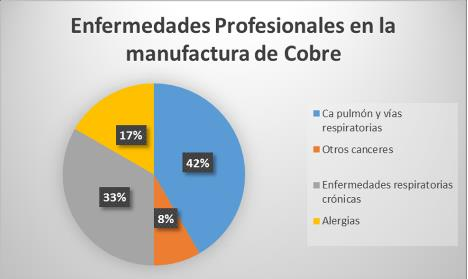 Enfermedades Profesionales en la
manufactura de Cobre
17%
42%
33%
8%
Ca pulmón y vías
respiratorias
Otros canceres
Enfermedades respiratorias
crónicas
Alergias